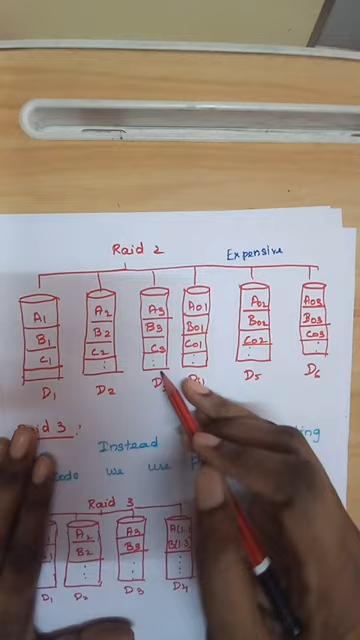 Raid 2
Expensive
A1 A2 A3 A01 A02 A03
B1 B2 B3 B01 B02 B03
C1 C2 C3 C01 C02 C03
D1 D2 D5 D6
3 :
Instead
we
Raid 3
A2 A3
B2 B3
D1 D2 D3 D4